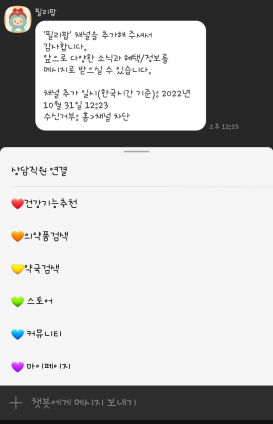 필리팜
'필리팜' 채널을 추가해 주셔서
감사합니다.
앞으로 다양한 소식과 혜택/정보를
메시지로 받으실 수 있습니다.
채널 추가 일시(한국시간 기준): 2022년
10월 31일 12:23
수신거부: 홈>채널 차단
오후 12:23
상담직원 연결
❤️건강기능추천
🧡의약품검색
💛약국검색
💚 스토어
💙 커뮤니티
💜 마이페이지
챗봇에게 메시지 보내기